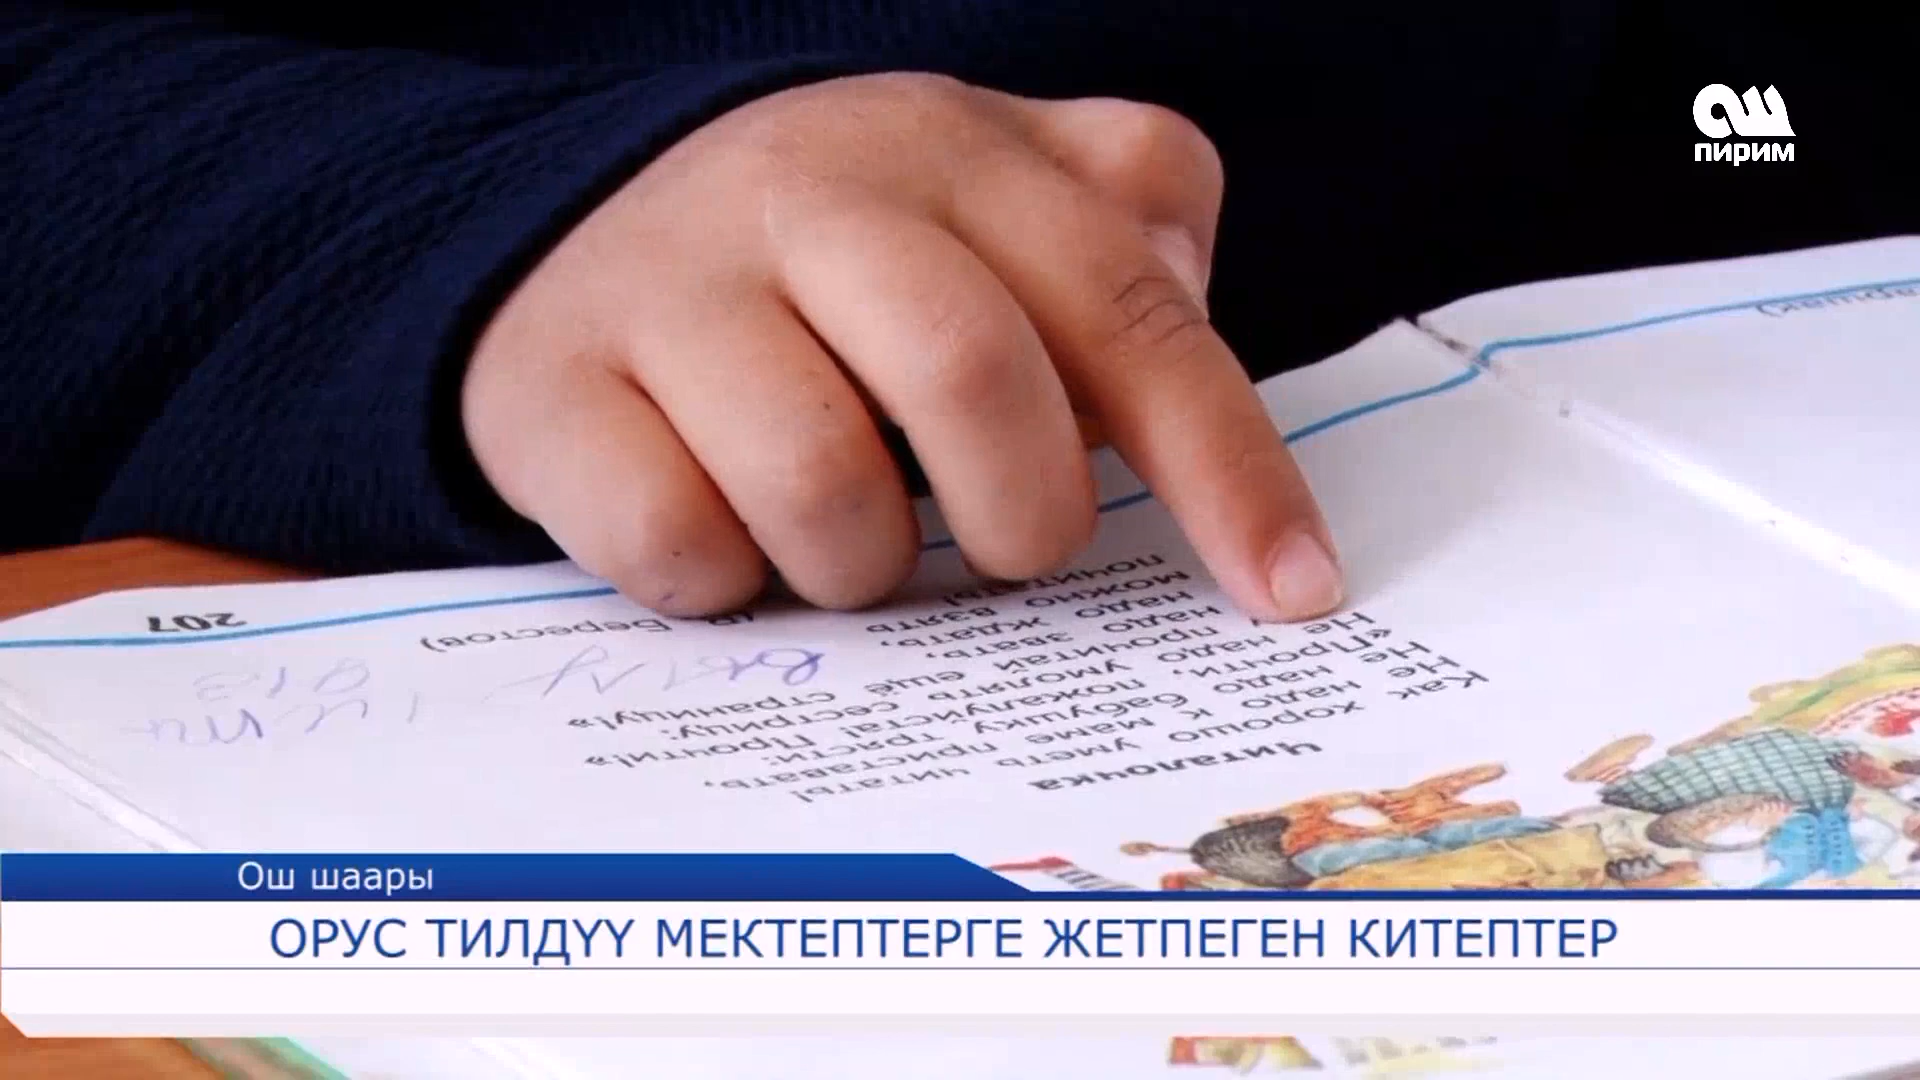 ОШ
ПИРИМ
аршак)
207
(В. Берестов)
Читалочка
Как хорошо уметь читать!
Не надо к маме приставать,
Не надо бабушку трясти:
«Прочти, пожалуйста! Прочти!»
Не надо умолять сестрицу:
прочитай ещё страницу!»
Не надо звать,
Не надо ждать,
можно взять
почитать!
Ош шаары
ОРУС ТИЛДҮҮ МЕКТЕПТЕРГЕ ЖЕТПЕГЕН КИТЕПТЕР